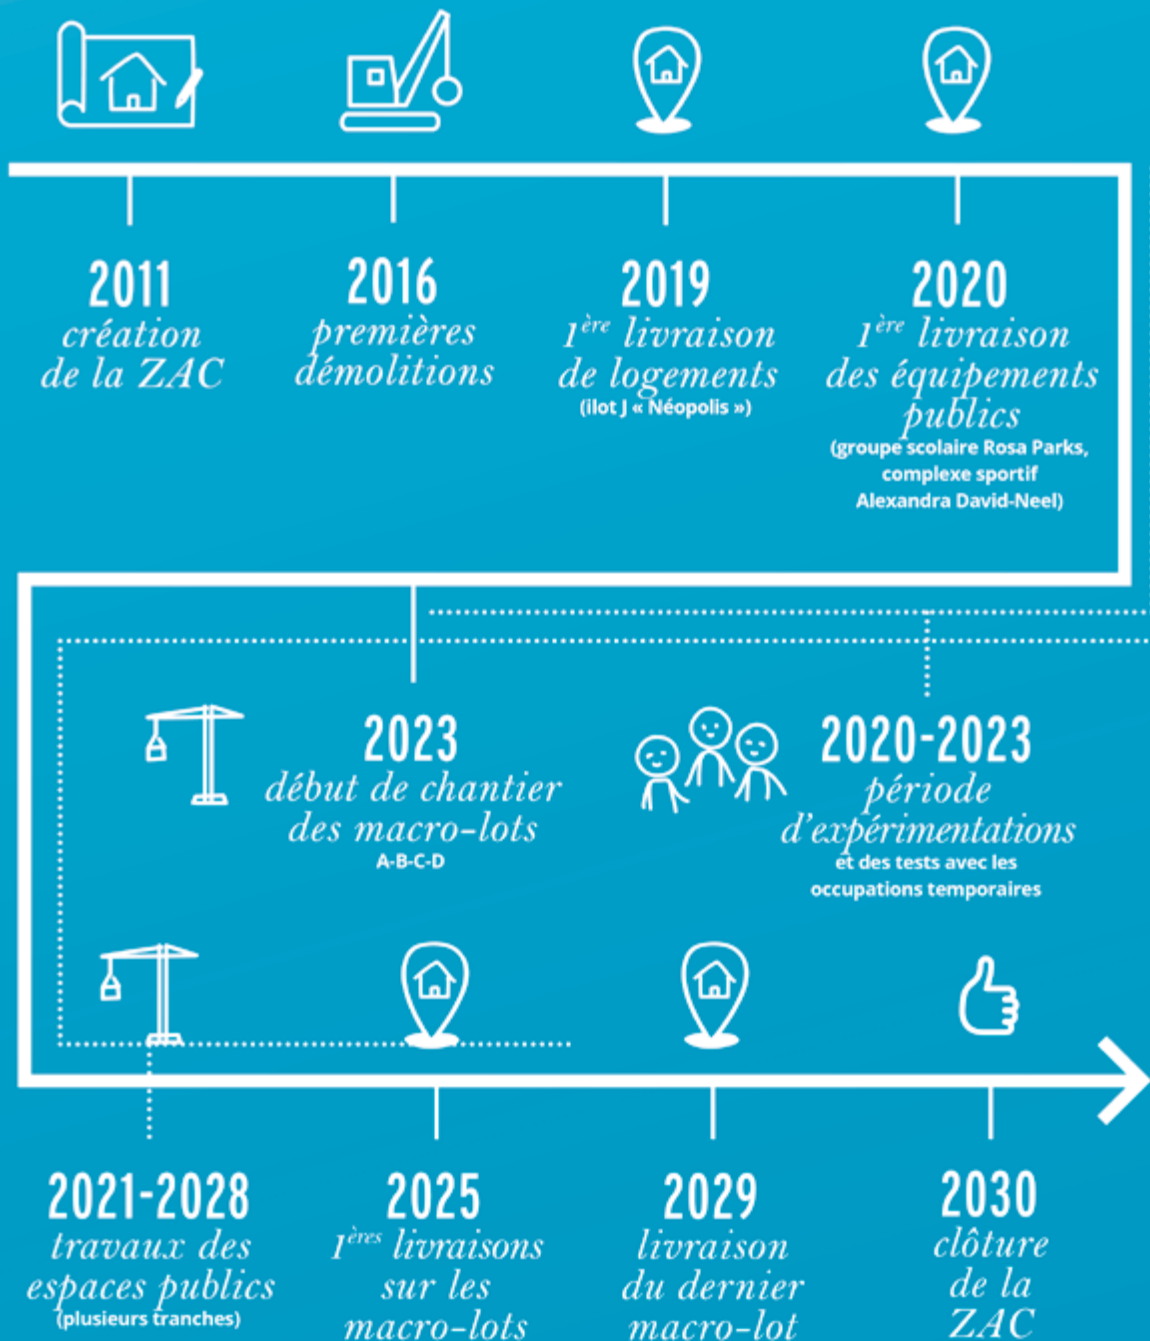 2011
création
de la ZAC
2016
premières
démolitions
2019
1ère livraison
de logements
(ilot J « Néopolis »)
2020
1ère livraison
des équipements
publics
(groupe scolaire Rosa Parks,
complexe sportif
Alexandra David-Neel)
2023
début de chantier
des macro-lots
A-B-C-D
2020-2023
période
d'expérimentations
et des tests avec les
occupations temporaires
2021-2028
travaux des
espaces publics
(plusieurs tranches)
2025
1ères livraisons
sur les
macro-lots
2029
livraison
du dernier
macro-lot
2030
clôture
de la
ZAC